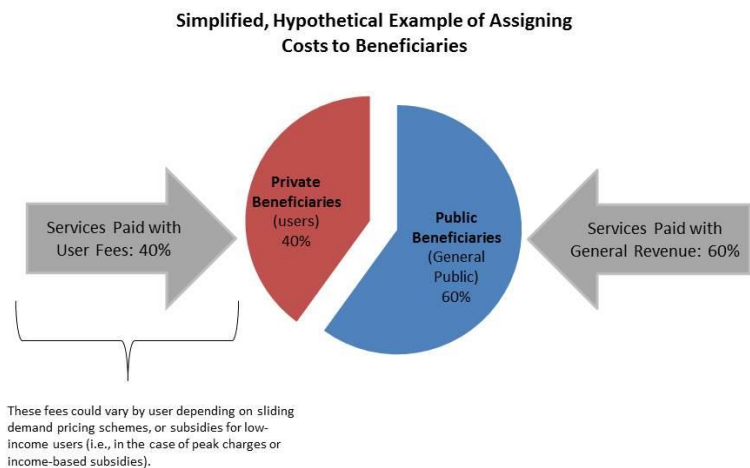 Simplified, Hypothetical Example of Assigning
Costs to Beneficiaries
Services Paid with
User Fees: 40%
Private
Beneficiaries
(users)
40%
Public
Beneficiaries
(General
Public)
60%
Services Paid with
General Revenue: 60%
These fees could vary by user depending on sliding
demand pricing schemes, or subsidies for low-
income users (i.e., in the case of peak charges or
income-based subsidies).